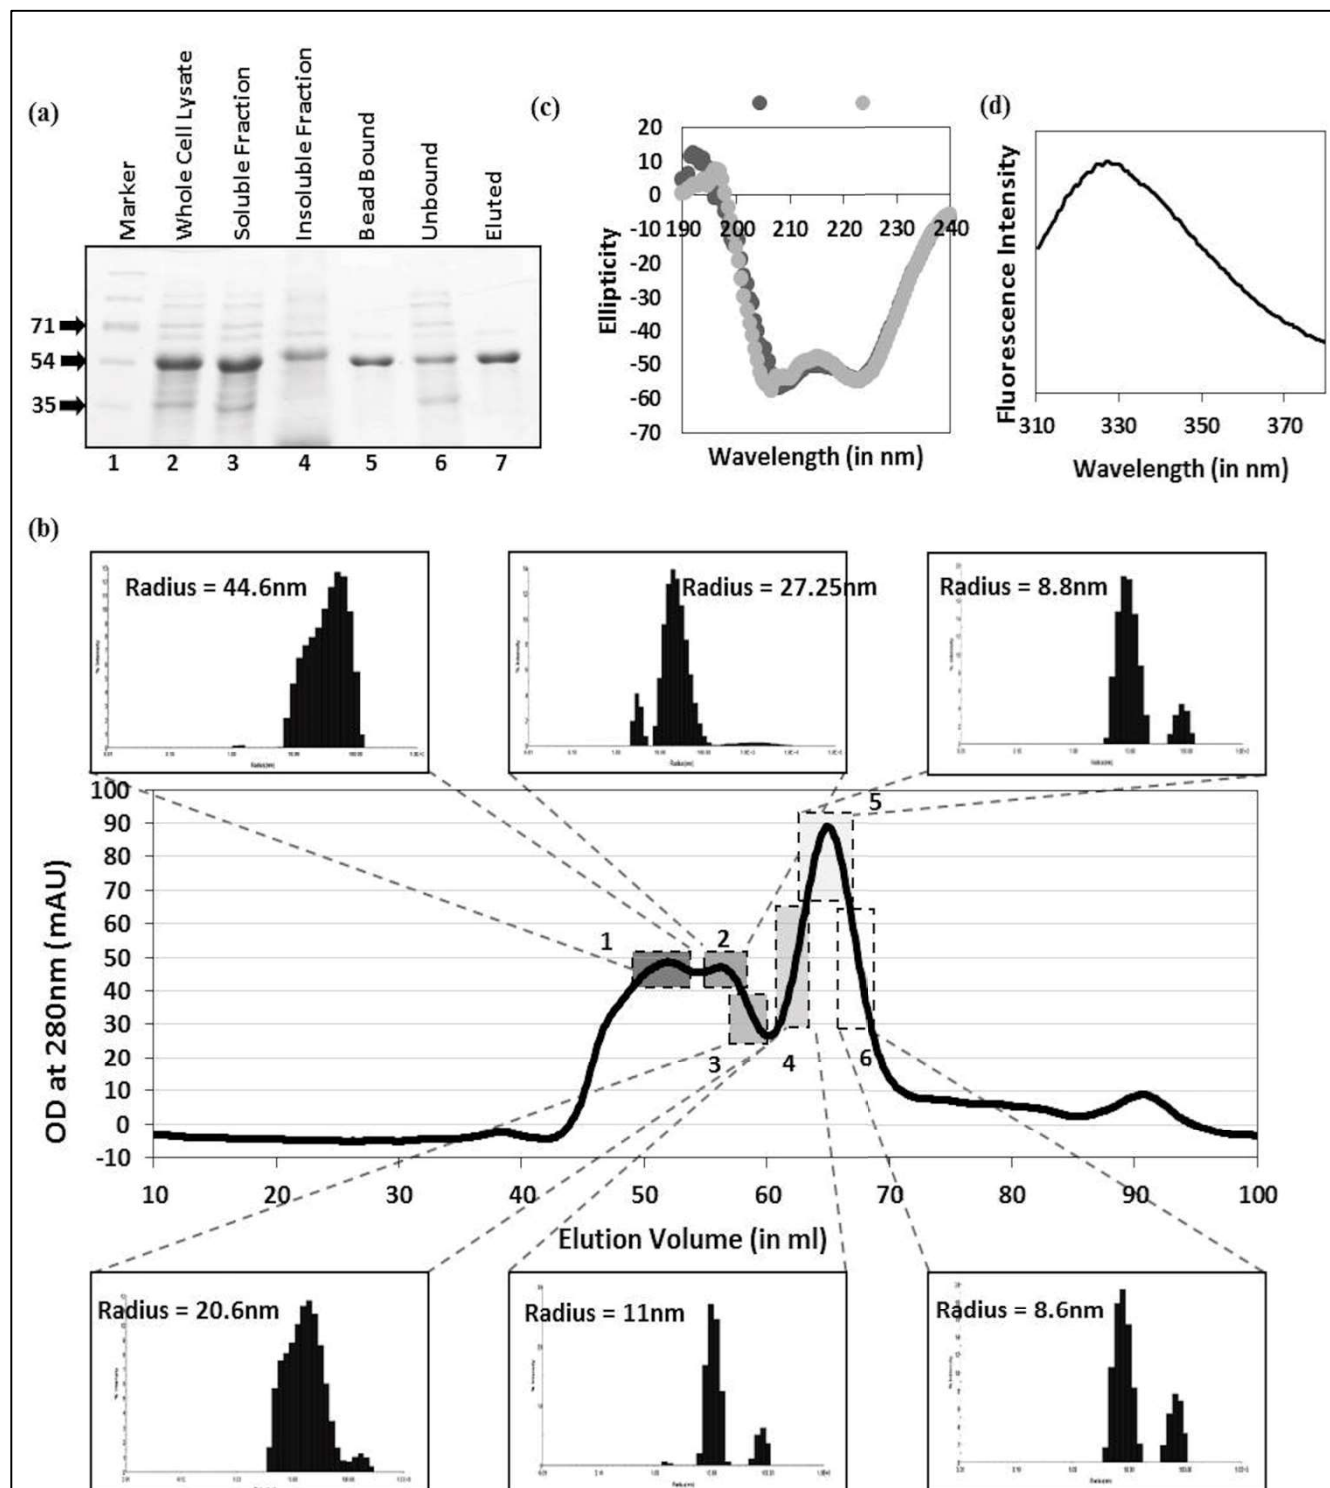 (a)
Marker
Whole Cell Lysate
Soluble Fraction
Insoluble Fraction
Bead Bound
Unbound
Eluted
71
54
35
1 2 3 4 5 6 7
(c)
20
10
0
-10
-20
-30
-40
-50
-60
-70
190 200 210 220 230 240
Ellipticity
Wavelength (in nm)
(d)
Fluorescence Intensity
310 330 350 370
Wavelength (in nm)
(b)
Radius = 44.6nm
Radius = 27.25nm
Radius = 8.8nm
100
90
80
70
60
50
40
30
20
10
0
-10
OD at 280nm (mAU)
1
2
3
4
5
6
10 20 30 40 50 60 70 80 90 100
Elution Volume (in ml)
Radius = 20.6nm
Radius = 11nm
Radius = 8.6nm